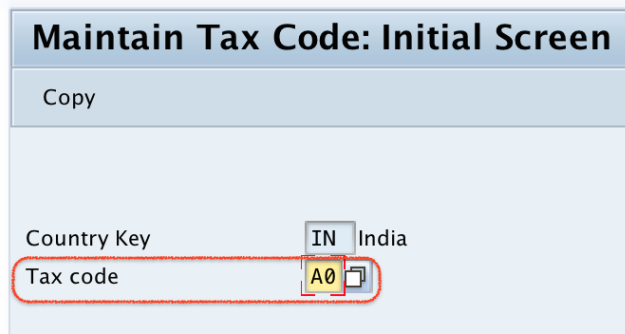 Maintain Tax Code: Initial Screen
Copy
Country Key IN India
Tax code A0